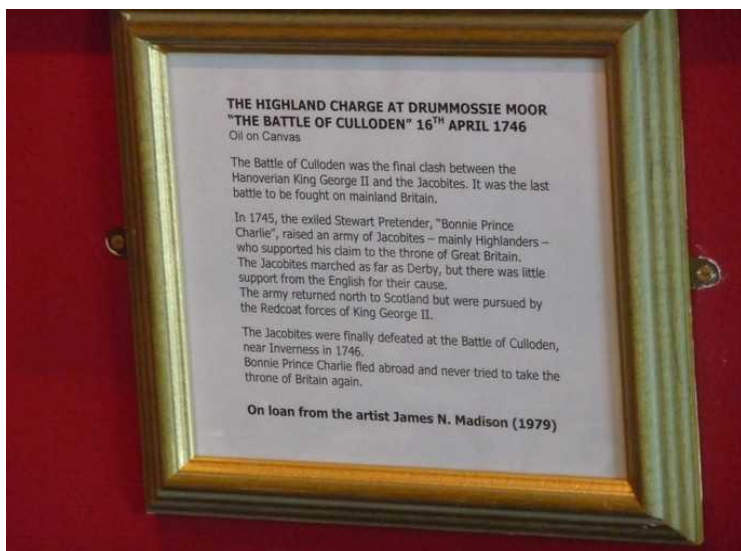 THE HIGHLAND CHARGE AT DRUMMOSSIE MOOR
"THE BATTLE OF CULLODEN" 16TH APRIL 1746
Oil on Canvas
The Battle of Culloden was the final clash between the
Hanoverian King George II and the Jacobites. It was the last
battle to be fought on mainland Britain.
In 1745, the exiled Stewart Pretender, "Bonnie Prince
Charlie", raised an army of Jacobites – mainly Highlanders –
who supported his claim to the throne of Great Britain.
The Jacobites marched as far as Derby, but there was little
support from the English for their cause.
The army returned north to Scotland but were pursued by
the Redcoat forces of King George II.
The Jacobites were finally defeated at the Battle of Culloden,
near Inverness in 1746.
Bonnie Prince Charlie fled abroad and never tried to take the
throne of Britain again.
On loan from the artist James N. Madison (1979)